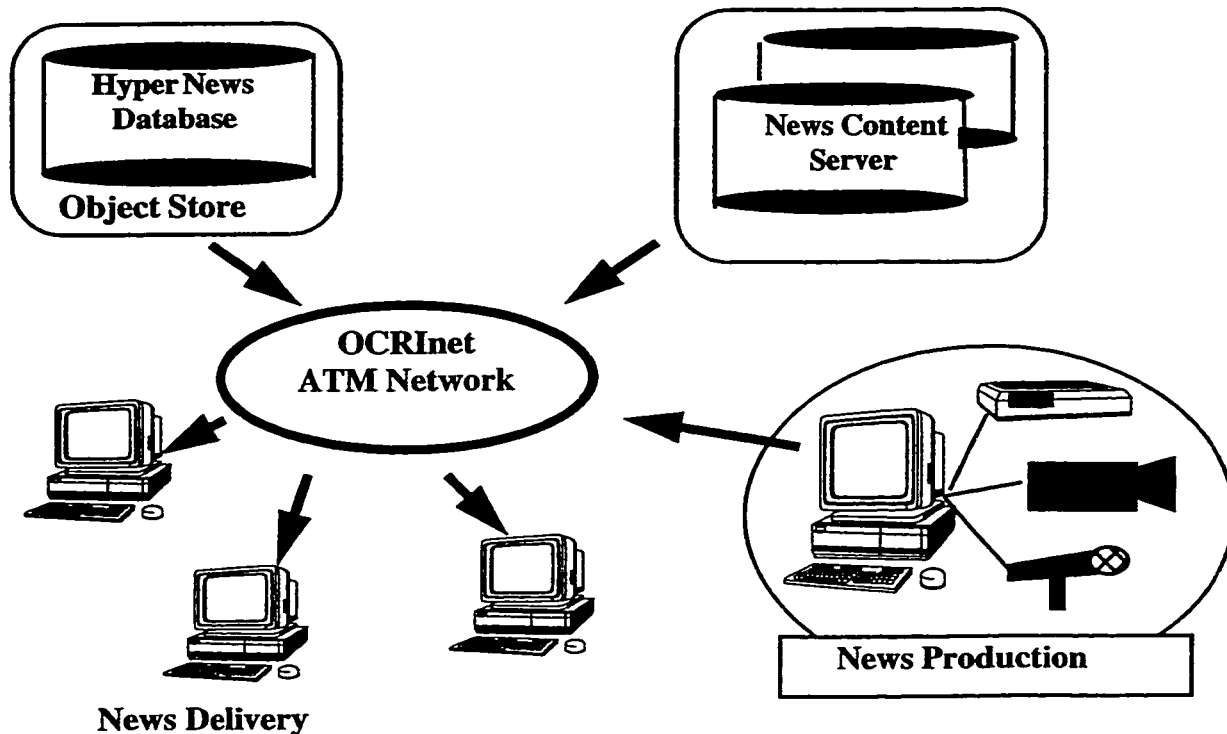 Hyper News
Database
Object Store
News Content
Server
OCRInet
ATM Network
News Production
News Delivery